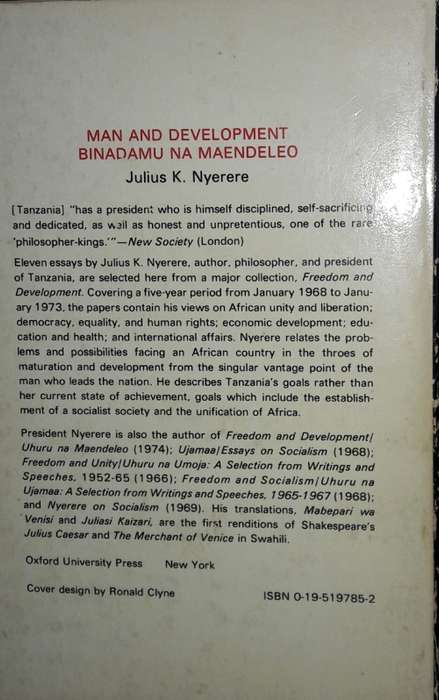 MAN AND DEVELOPMENT
BINADAMU NA MAENDELEO
Julius K. Nyerere
[Tanzania] "has a president who is himself disciplined, self-sacrificing
and dedicated, as well as honest and unpretentious, one of the rare
'philosopher-kings.'"—New Society (London)
Eleven essays by Julius K. Nyerere, author, philosopher, and president
of Tanzania, are selected here from a major collection, Freedom and
Development. Covering a five-year period from January 1968 to Janu-
ary 1973, the papers contain his views on African unity and liberation;
democracy, equality, and human rights; economic development; edu-
cation and health; and international affairs. Nyerere relates the prob-
lems and possibilities facing an African country in the throes of
maturation and development from the singular vantage point of the
man who leads the nation. He describes Tanzania's goals rather than
her current state of achievement, goals which include the establish-
ment of a socialist society and the unification of Africa.
President Nyerere is also the author of Freedom and Development/
Uhuru na Maendeleo (1974); Ujamaa/Essays on Socialism (1968);
Freedom and Unity/Uhuru na Umoja: A Selection from Writings and
Speeches, 1952-65 (1966); Freedom and Socialism/Uhuru na
Ujamaa: A Selection from Writings and Speeches, 1965-1967 (1968);
and Nyerere on Socialism (1969). His translations, Mabepari wa
Venisi and Juliasi Kaizari, are the first renditions of Shakespeare's
Julius Caesar and The Merchant of Venice in Swahili.
Oxford University Press New York
Cover design by Ronald Clyne
ISBN 0-19-519785-2